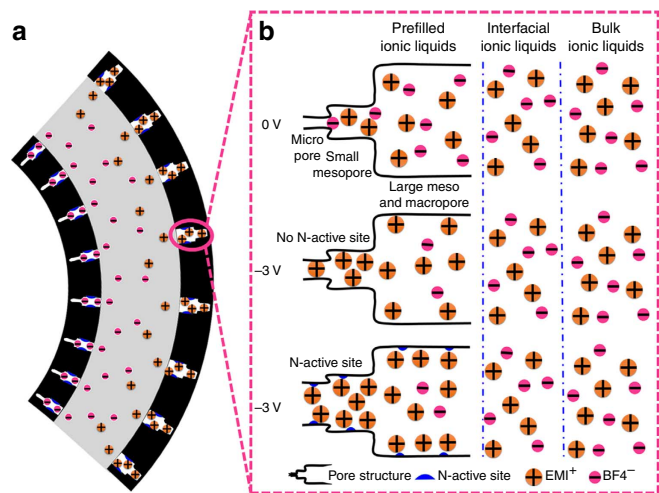 a
b
Prefilled
ionic liquids
Interfacial
ionic liquids
Bulk
ionic liquids
0 V
Micro
pore
Small
mesopore
Large meso
and macropore
No N-active site
–3 V
N-active site
–3 V
Pore structure
N-active site
EMI⁺
BF4⁻